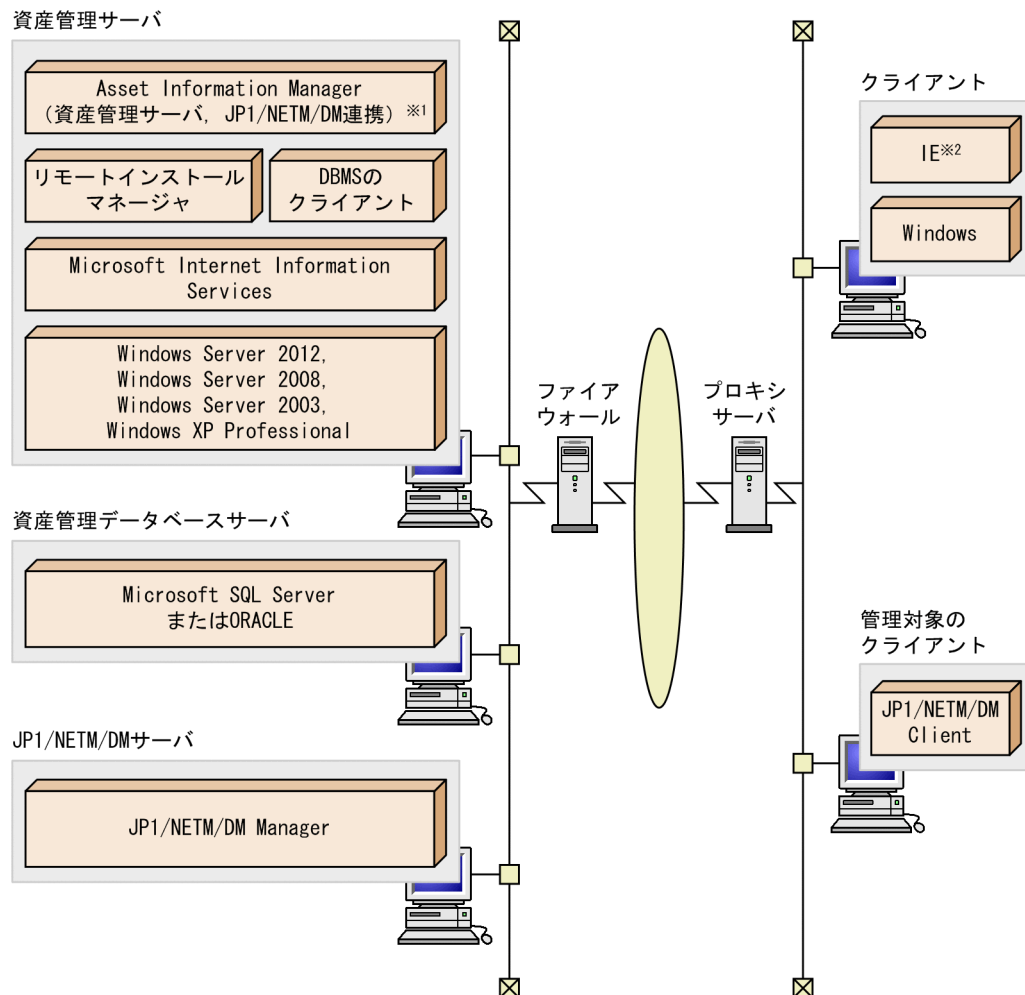 資産管理サーバ
Asset Information Manager
（資産管理サーバ，JP1/NETM/DM連携）※1
リモートインストール
マネージャ
DBMSの
クライアント
Microsoft Internet Information
Services
Windows Server 2012,
Windows Server 2008,
Windows Server 2003,
Windows XP Professional
資産管理データベースサーバ
Microsoft SQL Server
またはORACLE
JP1/NETM/DMサーバ
JP1/NETM/DM Manager
ファイア
ウォール
プロキシ
サーバ
クライアント
IE※2
Windows
管理対象の
クライアント
JP1/NETM/DM
Client